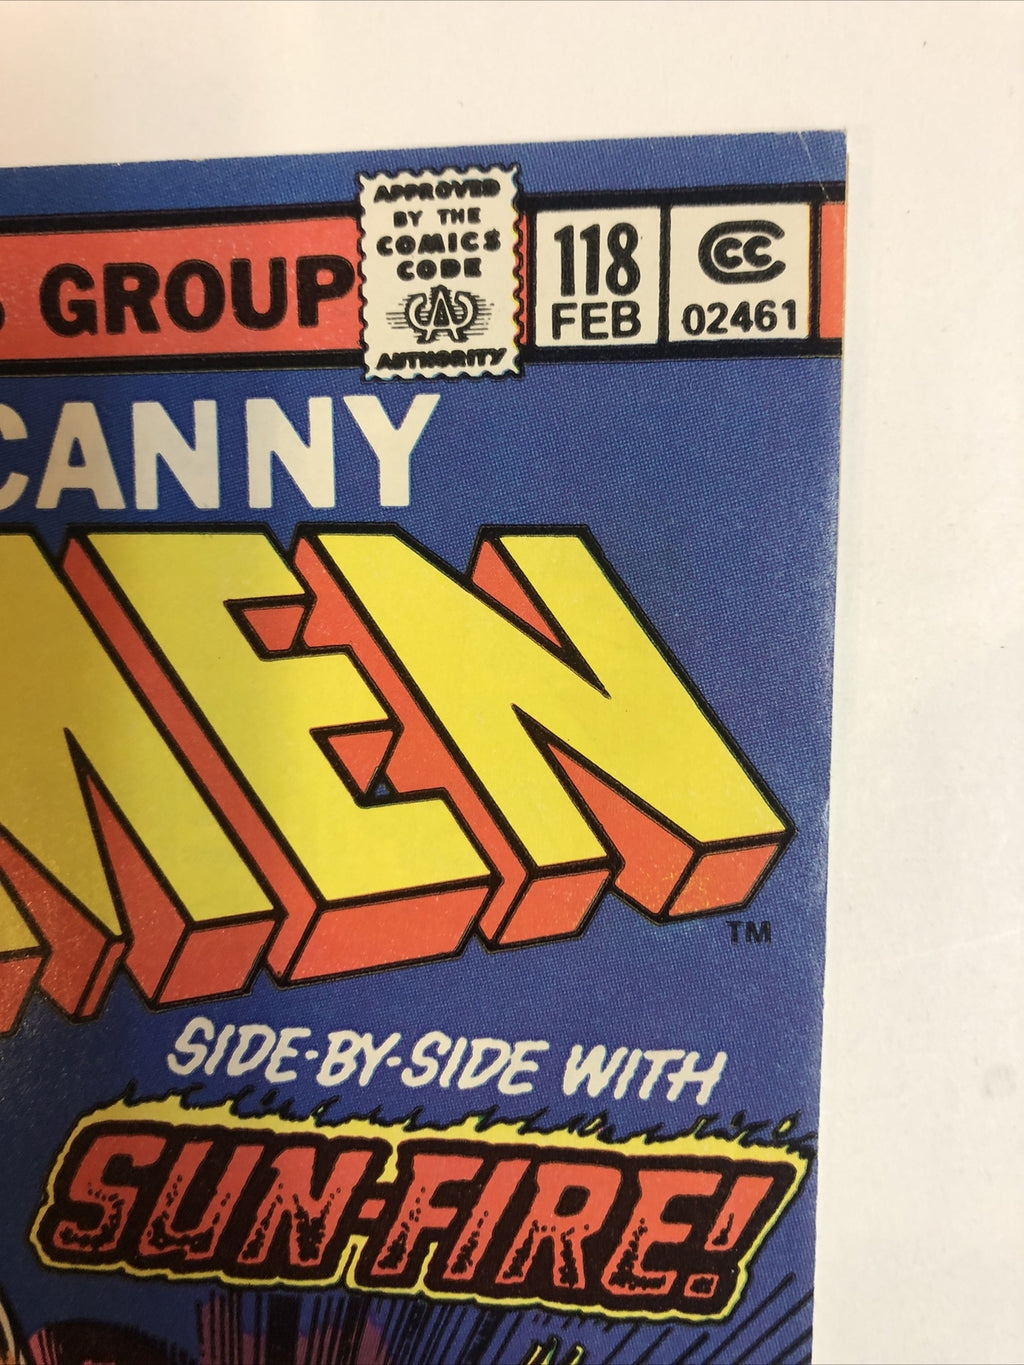 GROUP
APPROVED
BY THE
COMICS
CODE
AUTHORITY
118
FEB
CCC
02461
CANNY
MEN
TM
SIDE-BY-SIDE WITH
SUN-FIRE!